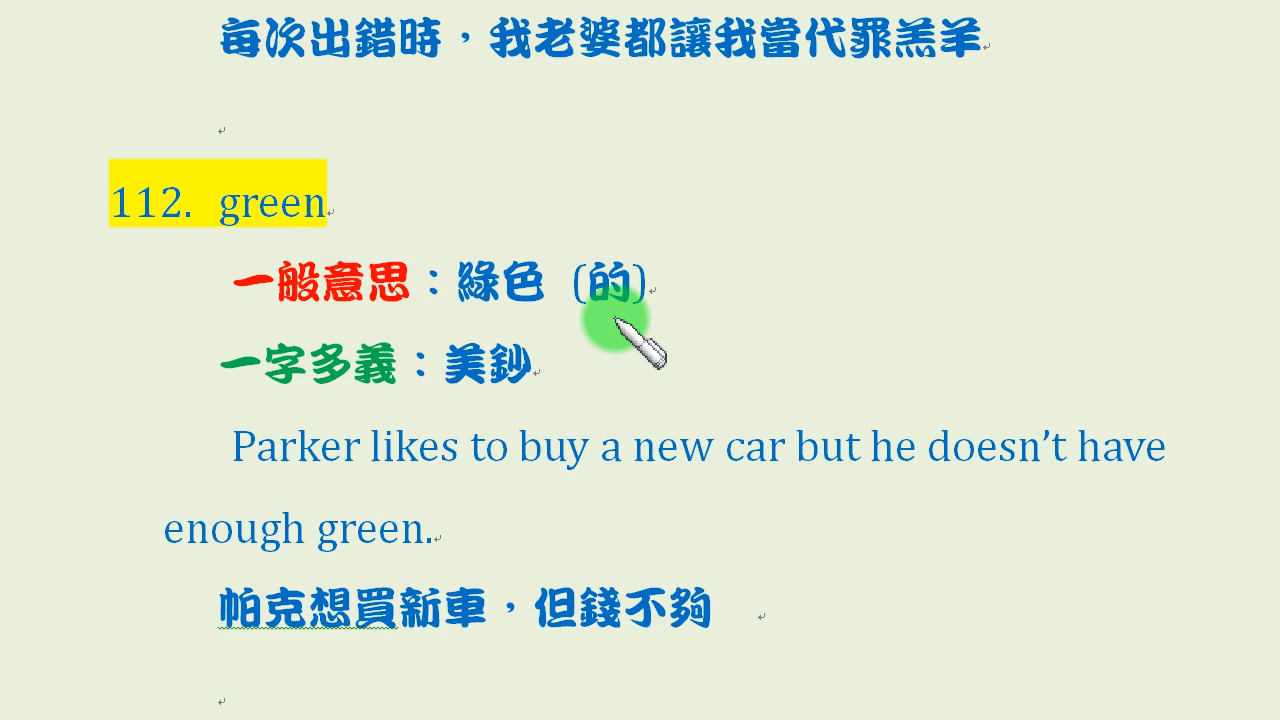 每次出錯時，我老婆都讓我當代罪羔羊
112. green
一般意思：綠色 (的)
一字多義：美鈔
Parker likes to buy a new car but he doesn’t have
enough green.
帕克想買新車，但錢不夠